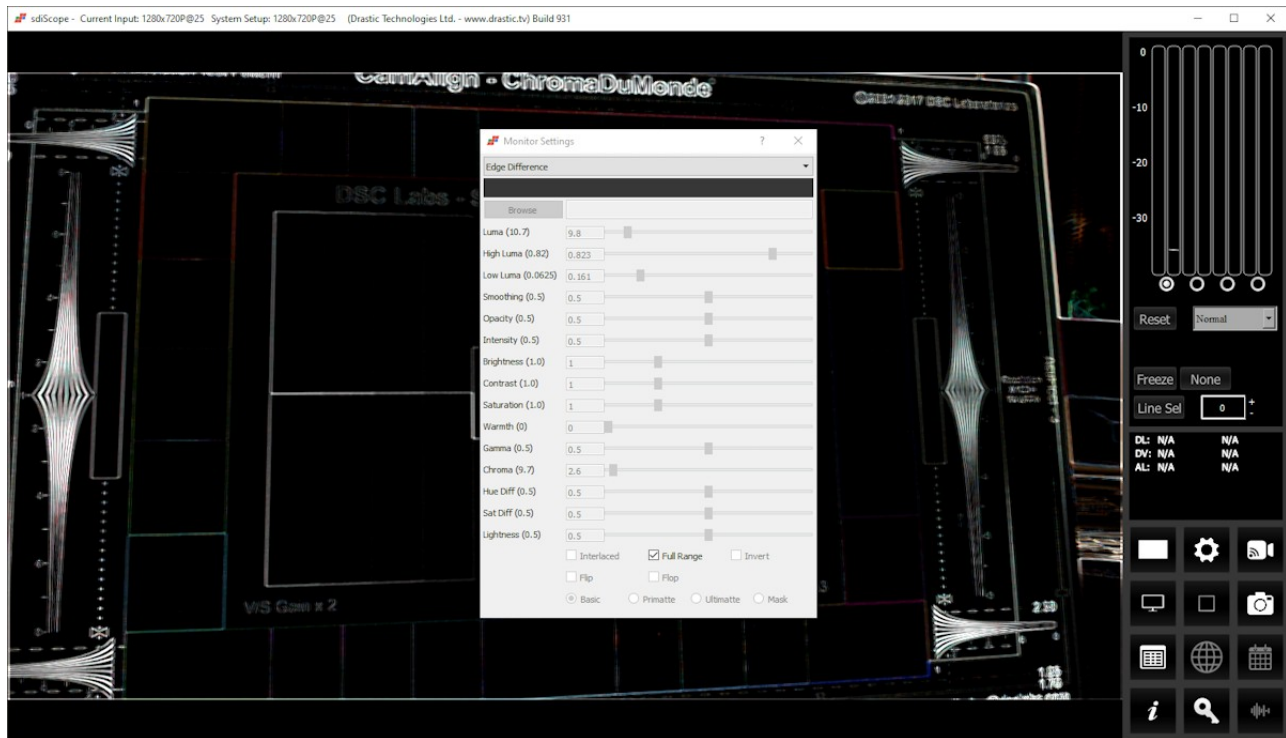 sdiScope - Current Input: 1280x720P@25 System Setup: 1280x720P@25 (Drastic Technologies Ltd. - www.drastic.tv) Build 931
CamAlign - ChromaDuMonde
DSC Labs - S
V/S Gam x 2
2.39
1.85
1.78
Monitor Settings
?
Edge Difference
Browse
Luma (10.7) 9.8
High Luma (0.82) 0.823
Low Luma (0.0625) 0.161
Smoothing (0.5) 0.5
Opacity (0.5) 0.5
Intensity (0.5) 0.5
Brightness (1.0) 1
Contrast (1.0) 1
Saturation (1.0) 1
Warmth (0) 0
Gamma (0.5) 0.5
Chroma (9.7) 2.6
Hue Diff (0.5) 0.5
Sat Diff (0.5) 0.5
Lightness (0.5) 0.5
Interlaced Full Range Invert
Flip Flop
Basic Primatte Ultimatte Mask
0
-10
-20
-30
Reset Normal
Freeze None
Line Sel 0 + -
DL: N/A N/A
DV: N/A N/A
AL: N/A N/A